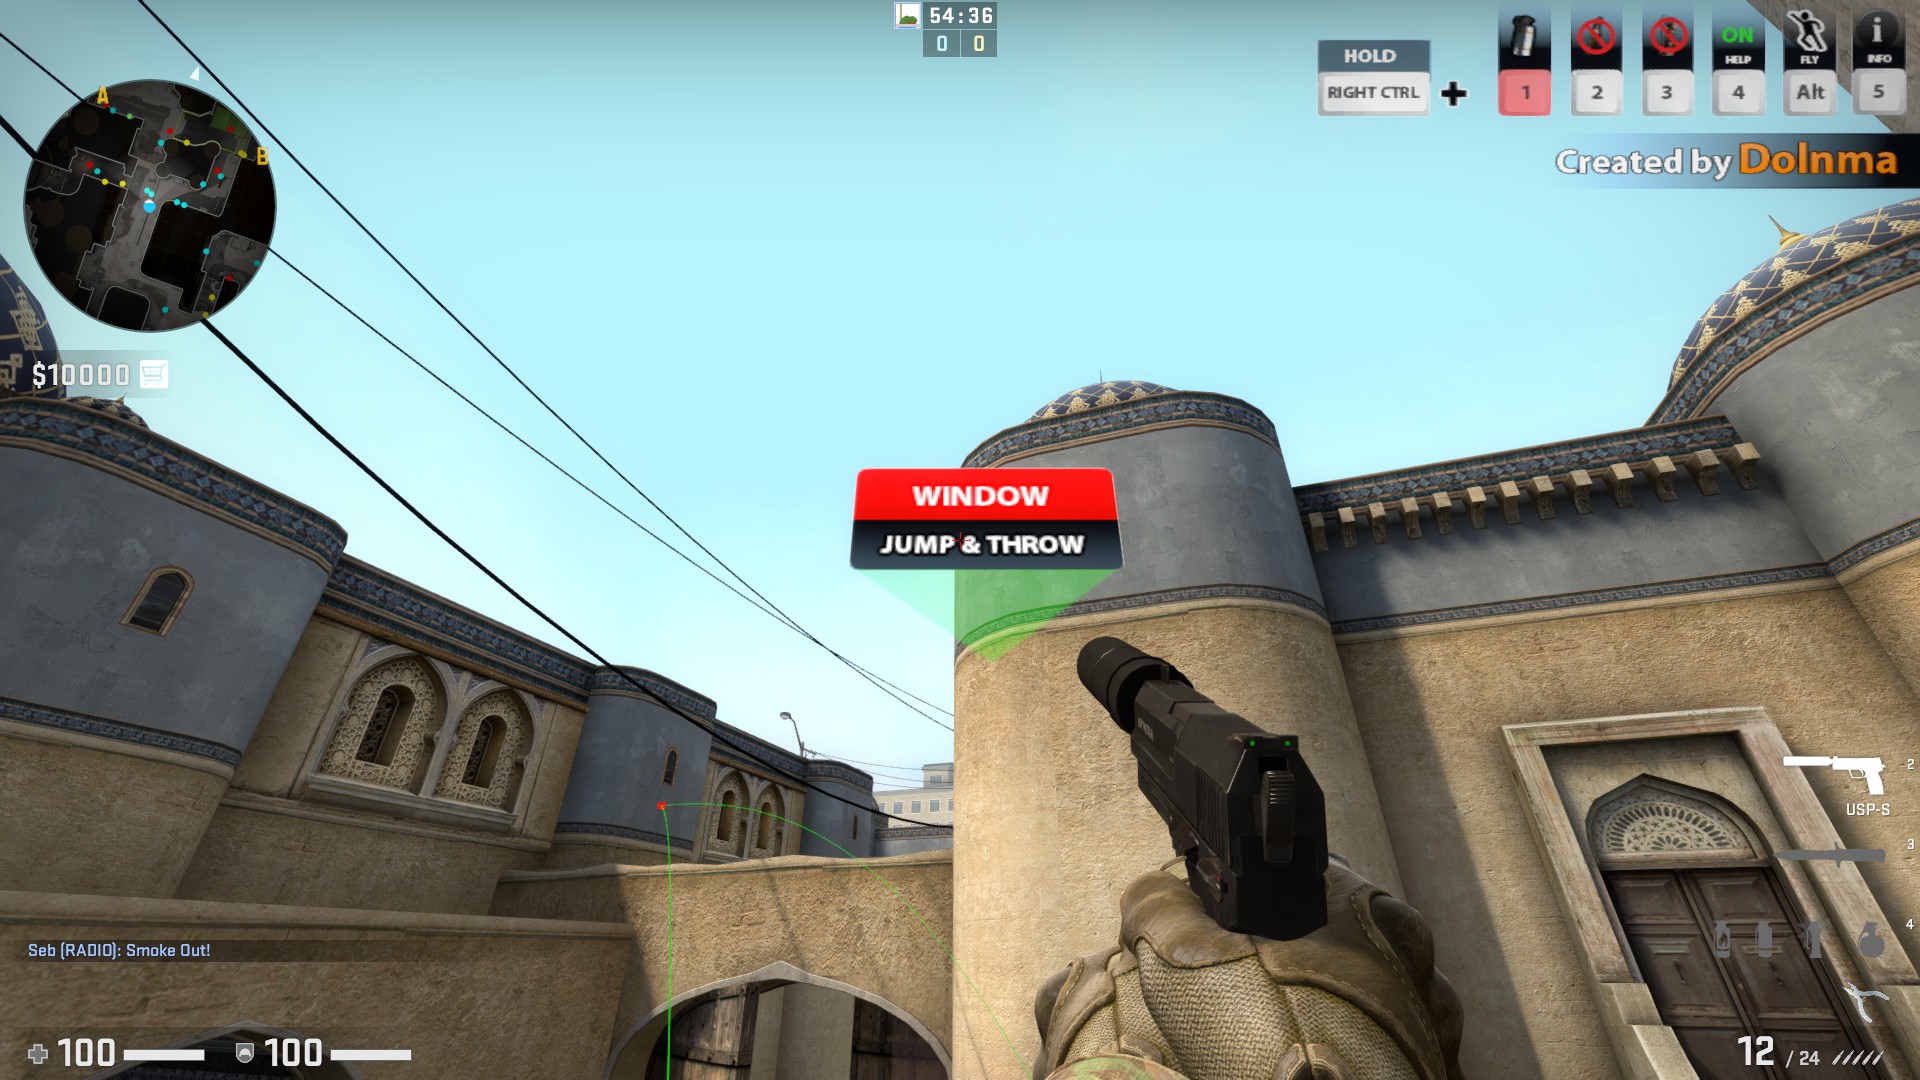 54:36
0 0
HOLD
RIGHT CTRL
1 2 3 4 Alt 5
ON
HELP
FLY
i
INFO
Created by Dolnma
A
B
$10000
WINDOW
JUMP & THROW
2
USP-S
3
4
Seb (RADIO): Smoke Out!
100 100
12 / 24